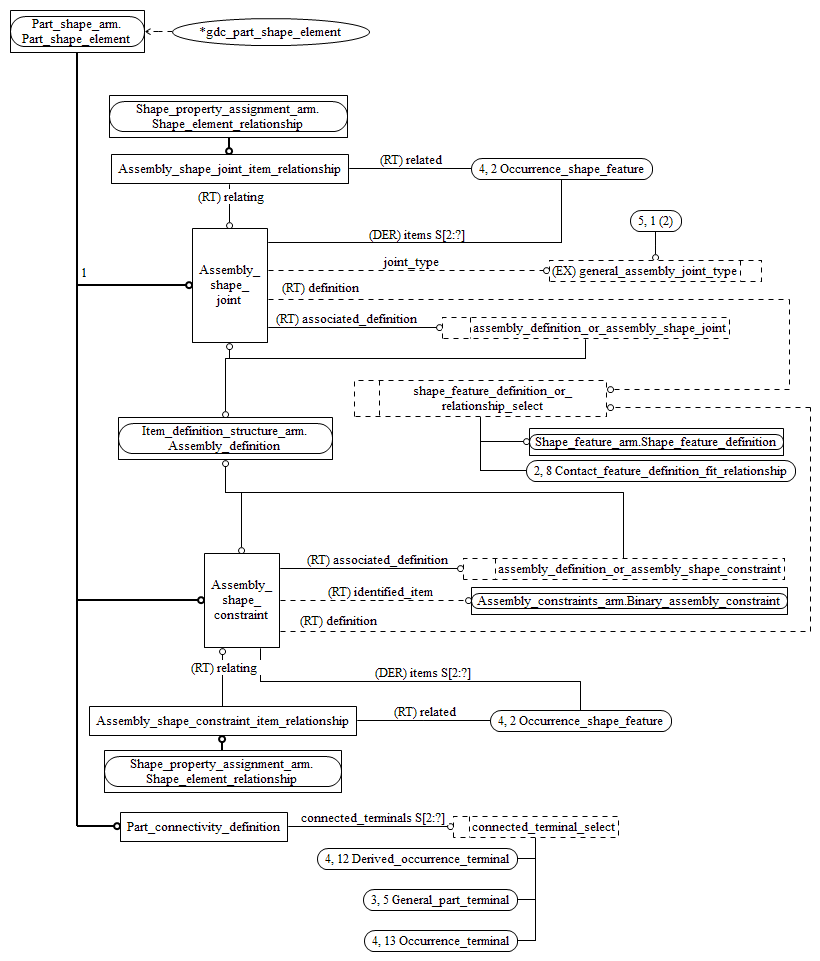 Part_shape_arm.
Part_shape_element
*gdc_part_shape_element
Shape_property_assignment_arm.
Shape_element_relationship
Assembly_shape_joint_item_relationship
(RT) related
4, 2 Occurrence_shape_feature
(RT) relating
5, 1 (2)
(DER) items S[2:?]
Assembly_
shape_
joint
joint_type
(EX) general_assembly_joint_type
1
(RT) definition
(RT) associated_definition
assembly_definition_or_assembly_shape_joint
shape_feature_definition_or_
relationship_select
Item_definition_structure_arm.
Assembly_definition
Shape_feature_arm.Shape_feature_definition
2, 8 Contact_feature_definition_fit_relationship
(RT) associated_definition
assembly_definition_or_assembly_shape_constraint
Assembly_
shape_
constraint
(RT) identified_item
Assembly_constraints_arm.Binary_assembly_constraint
(RT) definition
(RT) relating
(DER) items S[2:?]
Assembly_shape_constraint_item_relationship
(RT) related
4, 2 Occurrence_shape_feature
Shape_property_assignment_arm.
Shape_element_relationship
Part_connectivity_definition
connected_terminals S[2:?]
connected_terminal_select
4, 12 Derived_occurrence_terminal
3, 5 General_part_terminal
4, 13 Occurrence_terminal